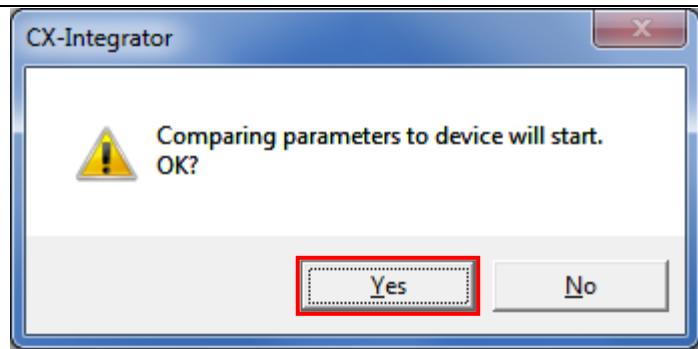 CX-Integrator
Comparing parameters to device will start.
OK?
Yes
No